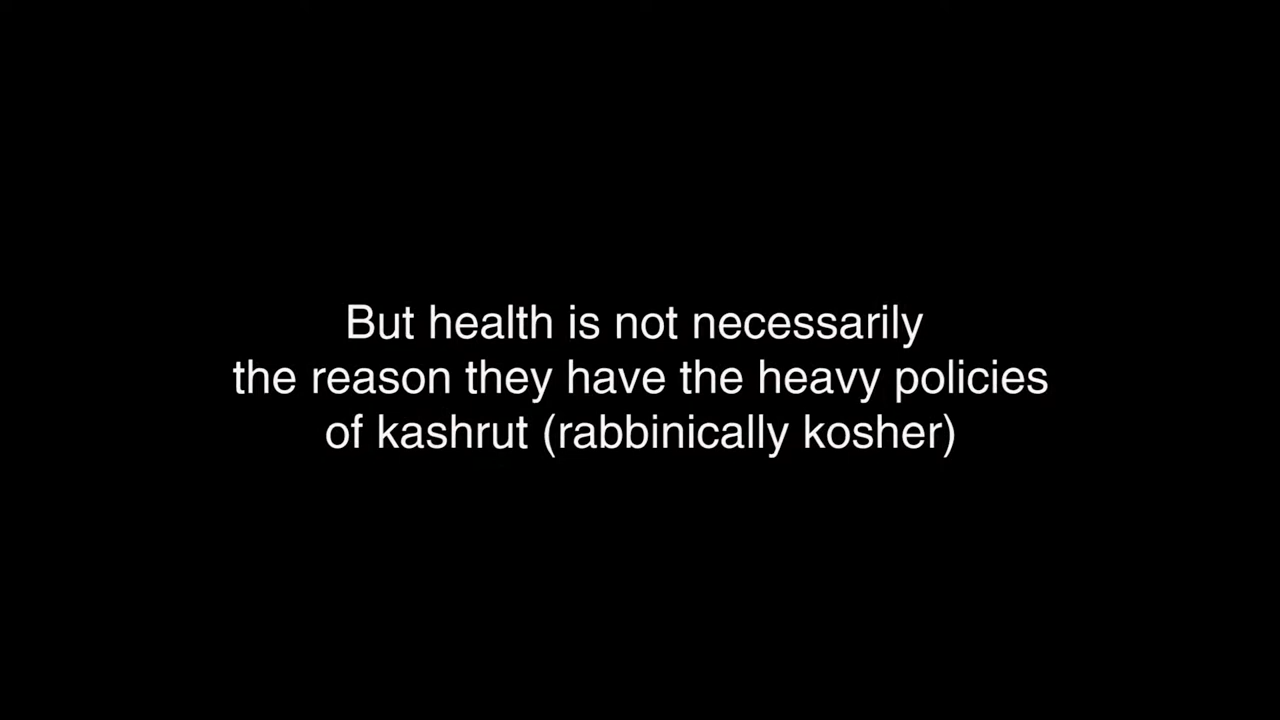 But health is not necessarily
the reason they have the heavy policies
of kashrut (rabbinically kosher)